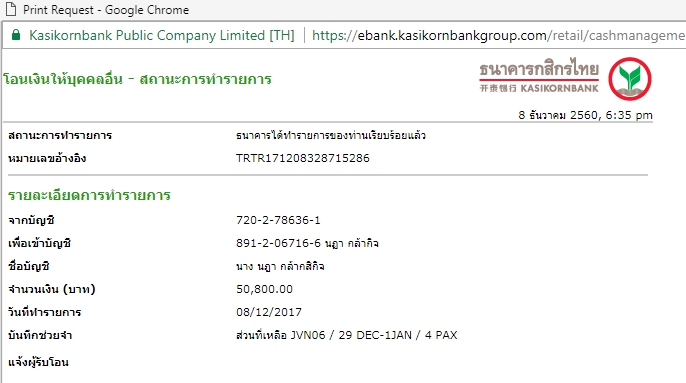 Print Request - Google Chrome
Kasikornbank Public Company Limited [TH] | https://ebank.kasikornbankgroup.com/retail/cashmanageme
โอนเงินให้บุคคลอื่น - สถานะการทำรายการ
ธนาคารกสิกรไทย
开泰银行 KASIKORNBANK
8 ธันวาคม 2560, 6:35 pm
สถานะการทำรายการ ธนาคารได้ทำรายการของท่านเรียบร้อยแล้ว
หมายเลขอ้างอิง TRTR171208328715286
รายละเอียดการทำรายการ
จากบัญชี 720-2-78636-1
เพื่อเข้าบัญชี 891-2-06716-6 นฎา กล้ากิจ
ชื่อบัญชี นาง นฎา กล้ากสิกิจ
จำนวนเงิน (บาท) 50,800.00
วันที่ทำรายการ 08/12/2017
บันทึกช่วยจำ ส่วนที่เหลือ JVN06 / 29 DEC-1JAN / 4 PAX
แจ้งผู้รับโอน